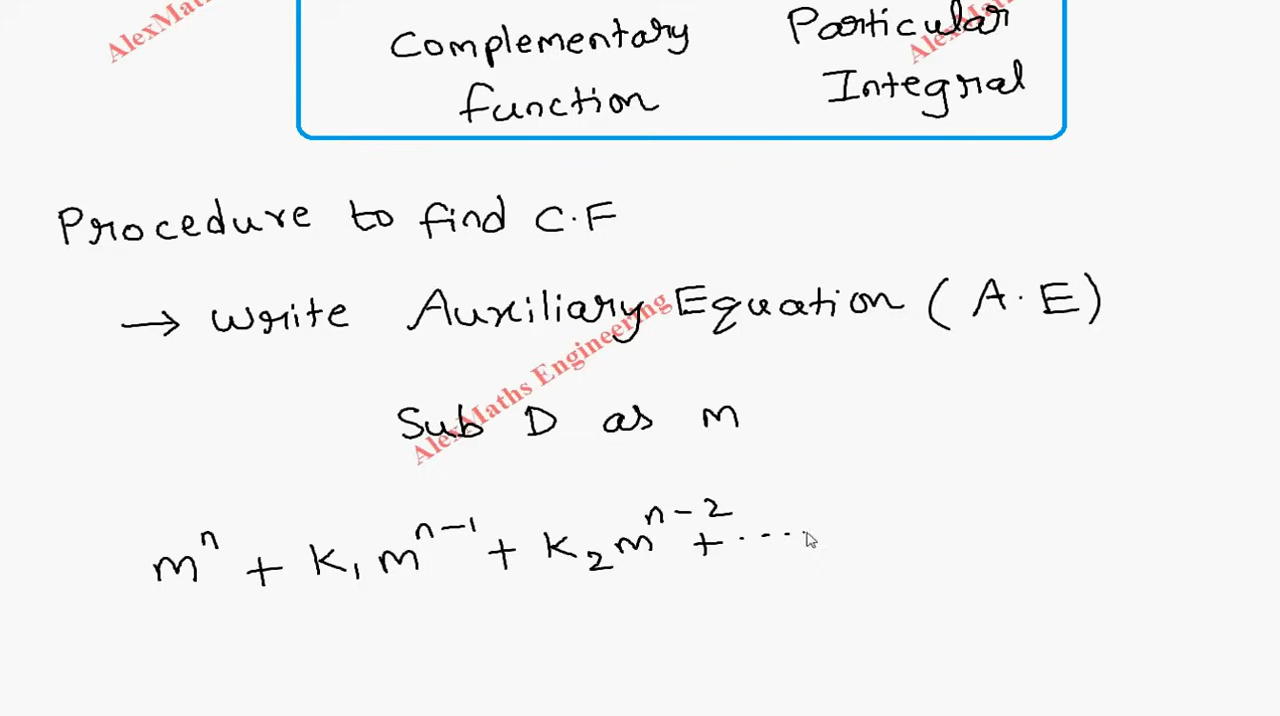 AlexMat
Complementary Particular
function Integral
Procedure to find C.F
→ Write Auxiliary Equation (A.E)
AlexMaths Engineering
Sub D as m
mⁿ + k₁mⁿ⁻¹ + k₂mⁿ⁻² + ....